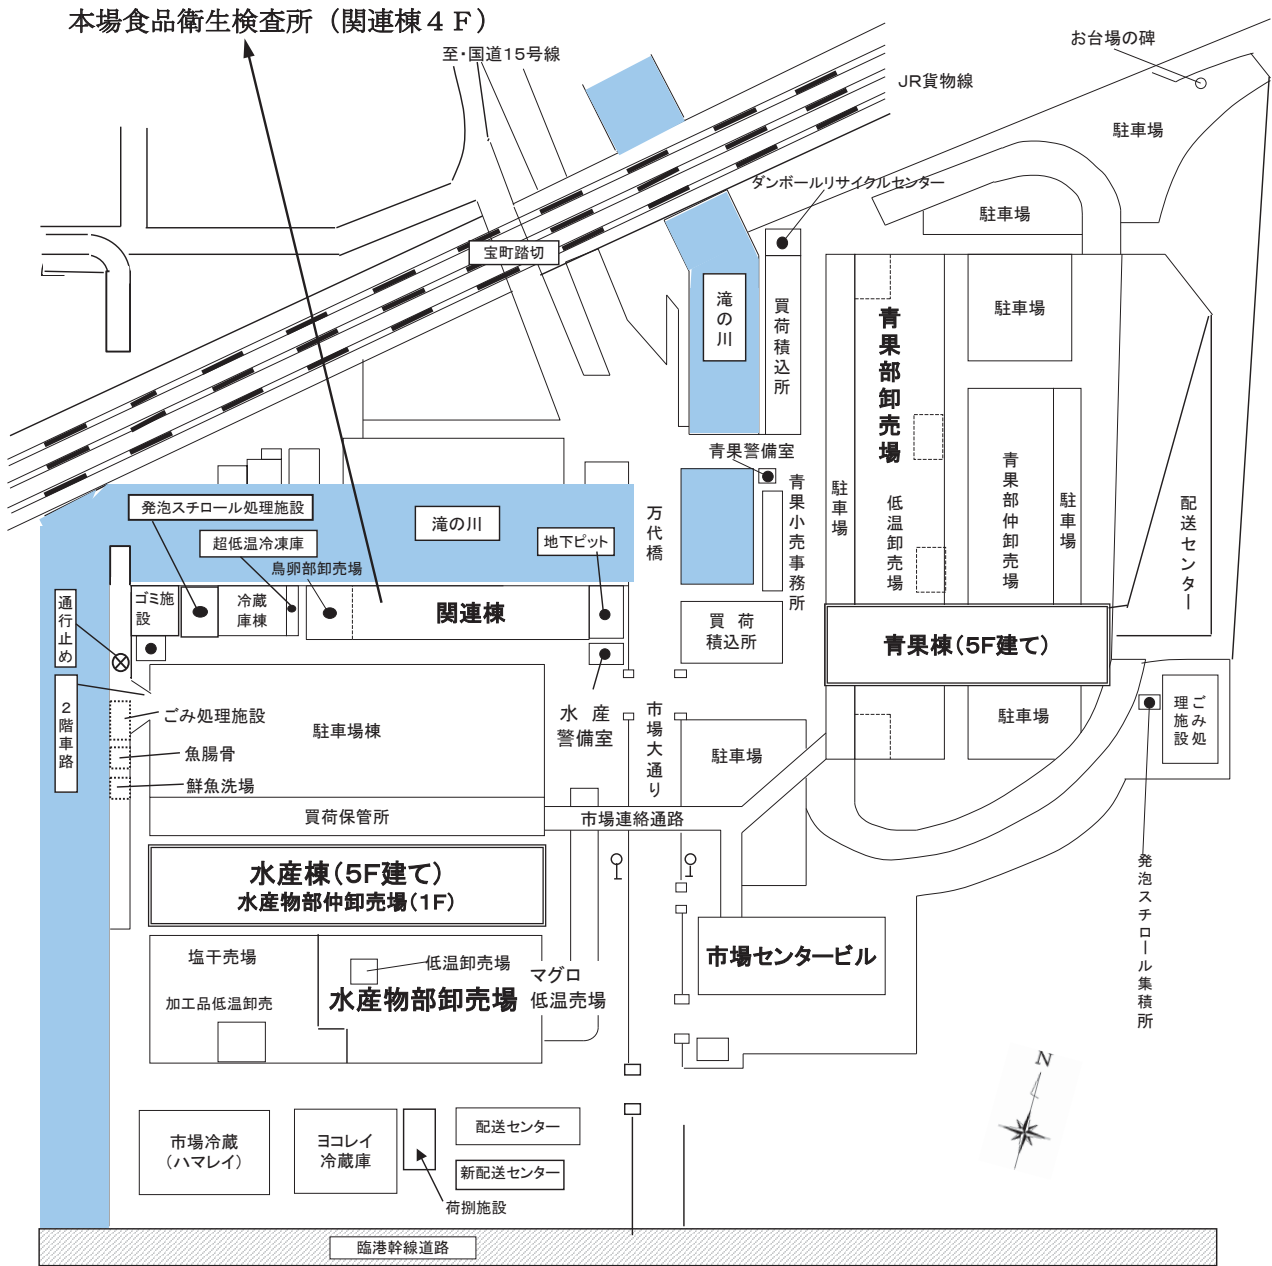 本場食品衛生検査所（関連棟４Ｆ）
至・国道15号線
お台場の碑
JR貨物線
駐車場
ダンボールリサイクルセンター
駐車場
宝町踏切
滝の川
買荷積込所
青果部卸売場
駐車場
青果警備室
発泡スチロール処理施設
滝の川
万代橋
青果小売事務所
駐車場
低温卸売場
青果部仲卸売場
駐車場
配送センター
超低温冷凍庫
地下ピット
鳥卵部卸売場
通行止め
ゴミ施
設
冷蔵
庫棟
関連棟
買 荷
積込所
青果棟（5F建て）
２階車路
ごみ処理施設
駐車場棟
水 産
警備室
市場大通り
駐車場
駐車場
ごみ処
理施設
魚腸骨
鮮魚洗場
買荷保管所
市場連絡通路
水産棟（5F建て）
水産物部仲卸売場（1F）
発泡スチロール集積所
塩干売場
低温卸売場
マグロ
低温売場
市場センタービル
加工品低温卸売
水産物部卸売場
N
市場冷蔵
（ハマレイ）
ヨコレイ
冷蔵庫
配送センター
新配送センター
荷捌施設
臨港幹線道路